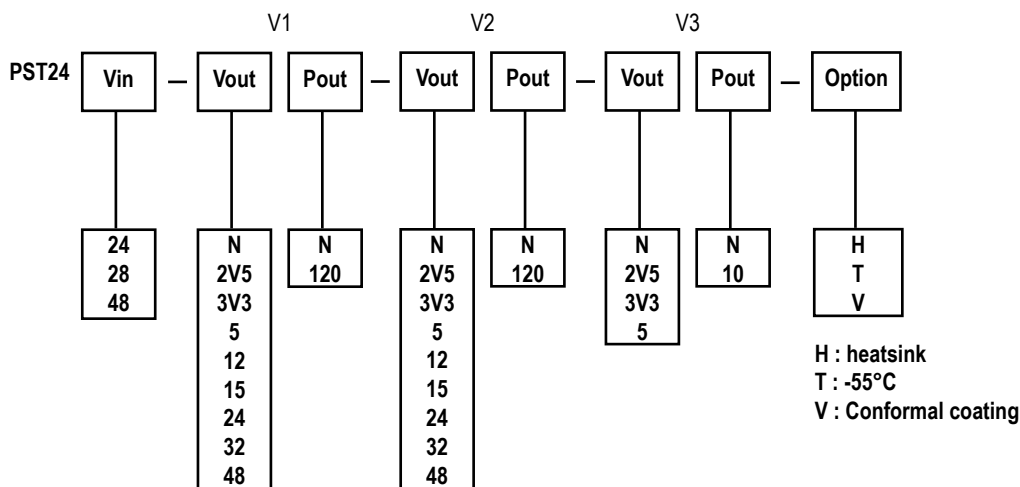 V1 V2 V3
PST24 Vin – Vout Pout – Vout Pout – Vout Pout – Option
24 N N N N N N H
28 2V5 120 2V5 120 2V5 10 T
48 3V3 3V3 3V3 V
5 5 5
12 12
15 15
24 24
32 32
48 48
H : heatsink
T : -55°C
V : Conformal coating